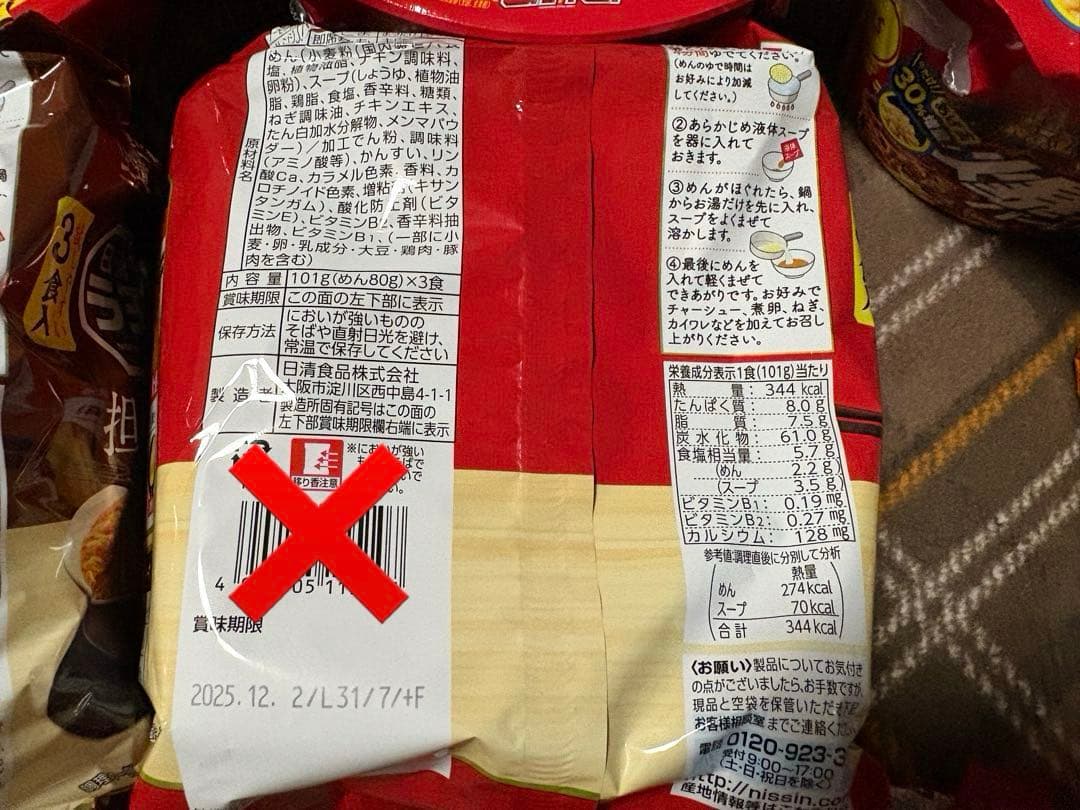 めん(小麦粉(国内製造)、
塩、植物油脂、チキン調味料、
卵粉)、スープ(しょうゆ、植物油
脂、鶏脂、食塩、香辛料、糖類、
ねぎ調味油、チキンエキス、
たん白加水分解物、メンマパウ
ダー)/加工でん粉、調味料
(アミノ酸等)、かんすい、リン
酸Ca、カラメル色素、香料、カ
ロチノイド色素、増粘
キサン
タンガム)、酸化防止剤(ビタ
ミンE)、ビタミンB2、香辛料抽
出物、ビタミンB1、(一部に小
麦・卵・乳成分・大豆・鶏肉・豚
肉を含む)
原材料名
内容量 101g(めん80g)×3食
賞味期限 この面の左下部に表示
保存方法
においが強いものの
そばや直射日光を避け、
常温で保存してください
製造者
日清食品株式会社
大阪市淀川区西中島4-1-1
製造所固有記号はこの面の
左下部賞味期限欄右端に表示
移り香注意
賞味期限
2025.12. 2/L31/7/+F
ゆでてください。
(めんのゆで時間は
お好みにより加減
してください。)
②あらかじめ液体スープ
を器に入れて
おきます。
液体
スープ
③めんがほぐれたら、鍋
からお湯だけを先に入れ、
スープをよくまぜて
溶かします。
④最後にめんを
入れて軽くまぜて
できあがりです。お好みで
チャーシュー、煮卵、ねぎ、
カイワレなどを加えてお召し
上がりください。
栄養成分表示1食(101g)当たり
熱量: 344 kcal
たんぱく質: 8.0 g
脂質: 7.5 g
炭水化物: 61.0 g
食塩相当量: 5.7 g
(めん 2.2 g)
(スープ 3.5 g)
ビタミンB1: 0.19 mg
ビタミンB2: 0.27 mg
カルシウム: 128 mg
参考値:調理直後に分別して分析
熱量
めん 274kcal
スープ 70kcal
合計 344kcal
〈お願い〉製品についてお気付き
の点がございましたら、お手数ですが
現品と空袋を保管いただき
お客様相談室までご連絡くだ
電話 0120-923-3
受付9:00-17:00
(土・日・祝日を除く)
http://nissin.co
産地情報
3食入
担
30